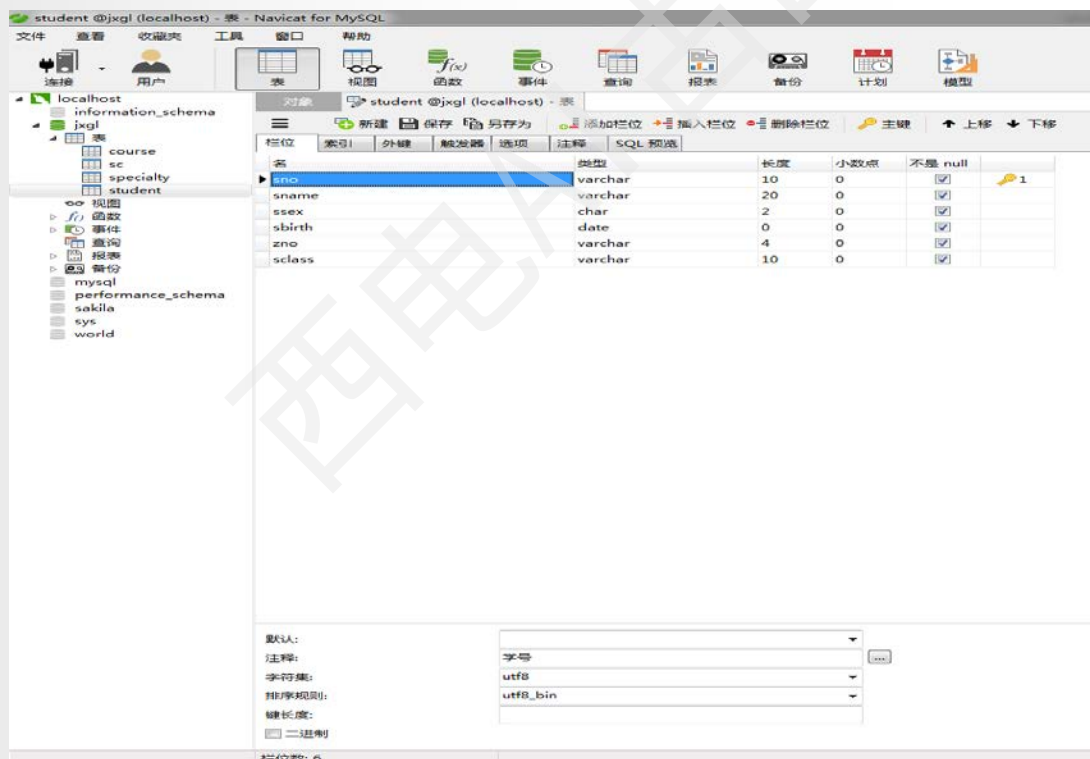 student @jxgl (localhost) - 表 - Navicat for MySQL
文件 查看 收藏夹 工具 窗口 帮助
连接 用户 表 视图 函数 事件 查询 报表 备份 计划 模型
localhost
information_schema
jxgl
表
course
sc
specialty
student
视图
函数
事件
查询
报表
备份
mysql
performance_schema
sakila
sys
world
对象 student @jxgl (localhost) - 表
新建 保存 另存为 添加栏位 插入栏位 删除栏位 主键 上移 下移
栏位 索引 外键 触发器 选项 注释 SQL 预览
名 类型 长度 小数点 不是 null
sno varchar 10 0 1
sname varchar 20 0
ssex char 2 0
sbirth date 0 0
zno varchar 4 0
sclass varchar 10 0
默认:
注释: 学号
字符集: utf8
排序规则: utf8_bin
键长度:
二进制
栏位数: 6
西电